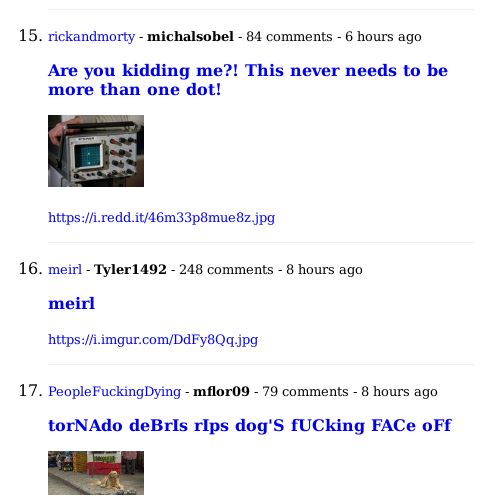 15. rickandmorty - michalsobel - 84 comments - 6 hours ago
Are you kidding me?! This never needs to be
more than one dot!
https://i.redd.it/46m33p8mue8z.jpg
16. meirl - Tyler1492 - 248 comments - 8 hours ago
meirl
https://i.imgur.com/DdFy8Qq.jpg
17. PeopleFuckingDying - mflor09 - 79 comments - 8 hours ago
torNAdo deBrIs rIps dog'S fUCking FACe oFf